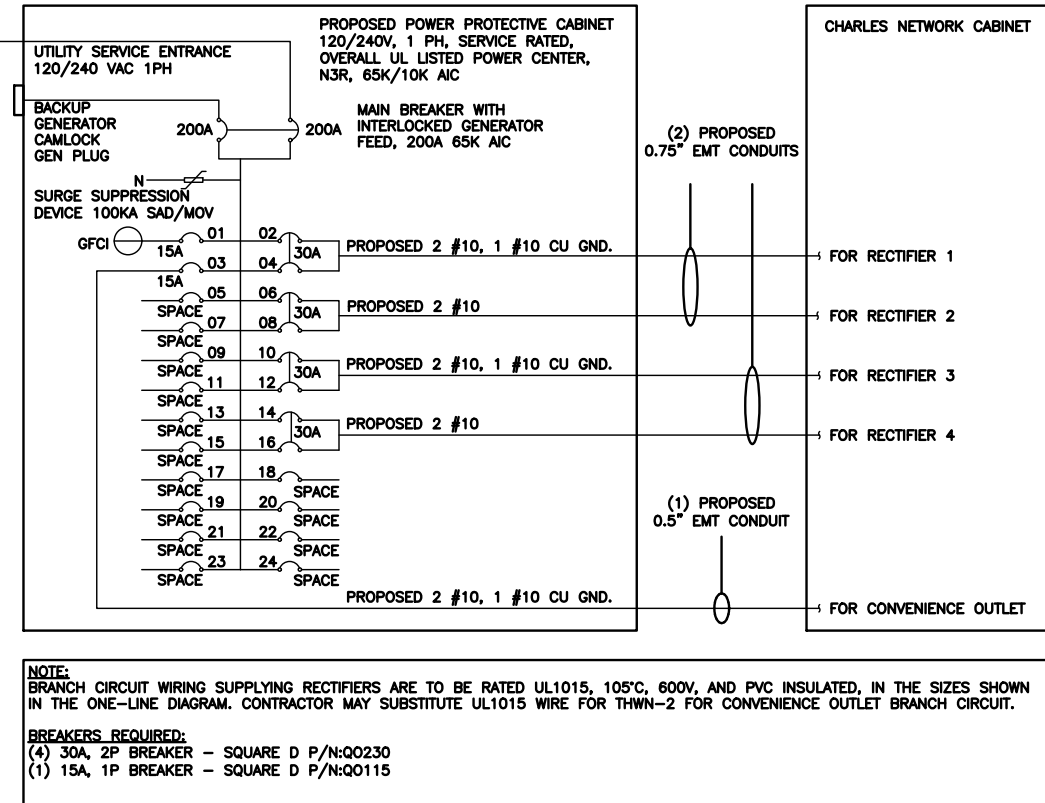 UTILITY SERVICE ENTRANCE
120/240 VAC 1PH
PROPOSED POWER PROTECTIVE CABINET
120/240V, 1 PH, SERVICE RATED,
OVERALL UL LISTED POWER CENTER,
N3R, 65K/10K AIC
CHARLES NETWORK CABINET
BACKUP
GENERATOR
CAMLOCK
GEN PLUG
200A
200A
MAIN BREAKER WITH
INTERLOCKED GENERATOR
FEED, 200A 65K AIC
(2) PROPOSED
0.75" EMT CONDUITS
N
SURGE SUPPRESSION
DEVICE 100KA SAD/MOV
GFCI
15A
01
02
30A
PROPOSED 2 #10, 1 #10 CU GND.
FOR RECTIFIER 1
15A
03
04
SPACE
05
06
30A
PROPOSED 2 #10
FOR RECTIFIER 2
SPACE
07
08
SPACE
09
10
30A
PROPOSED 2 #10, 1 #10 CU GND.
FOR RECTIFIER 3
SPACE
11
12
SPACE
13
14
30A
PROPOSED 2 #10
FOR RECTIFIER 4
SPACE
15
16
SPACE
17
18
SPACE
SPACE
19
20
SPACE
SPACE
21
22
SPACE
SPACE
23
24
SPACE
(1) PROPOSED
0.5" EMT CONDUIT
PROPOSED 2 #10, 1 #10 CU GND.
FOR CONVENIENCE OUTLET
NOTE:
BRANCH CIRCUIT WIRING SUPPLYING RECTIFIERS ARE TO BE RATED UL1015, 105°C, 600V, AND PVC INSULATED, IN THE SIZES SHOWN
IN THE ONE-LINE DIAGRAM. CONTRACTOR MAY SUBSTITUTE UL1015 WIRE FOR THWN-2 FOR CONVENIENCE OUTLET BRANCH CIRCUIT.
BREAKERS REQUIRED:
(4) 30A, 2P BREAKER - SQUARE D P/N:QO230
(1) 15A, 1P BREAKER - SQUARE D P/N:QO115